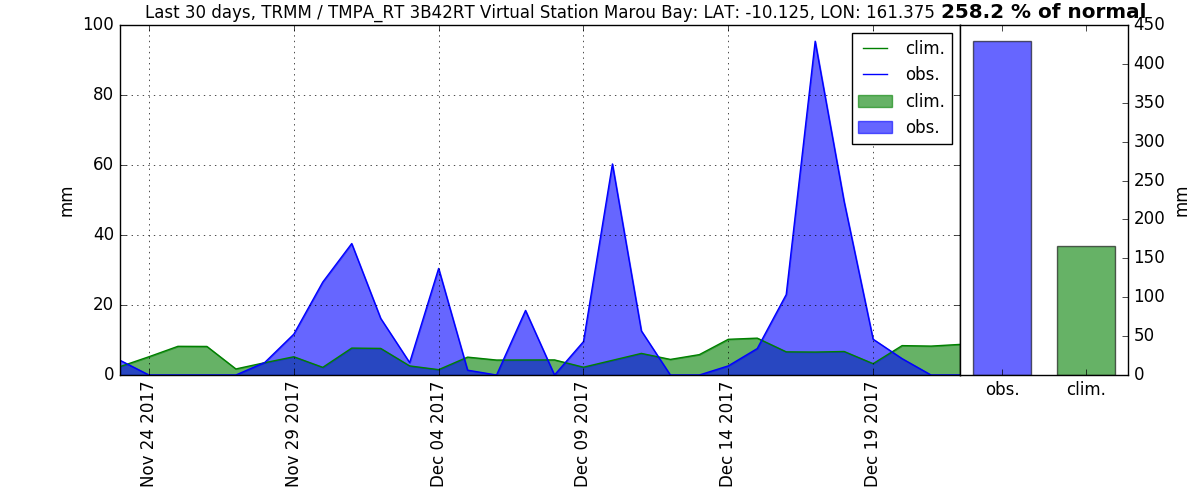 Last 30 days, TRMM / TMPA_RT 3B42RT Virtual Station Marou Bay: LAT: -10.125, LON: 161.375 258.2 % of normal
100
80
60
40
20
0
mm
clim.
obs.
clim.
obs.
Nov 24 2017
Nov 29 2017
Dec 04 2017
Dec 09 2017
Dec 14 2017
Dec 19 2017
450
400
350
300
250
200
150
100
50
0
mm
obs. clim.